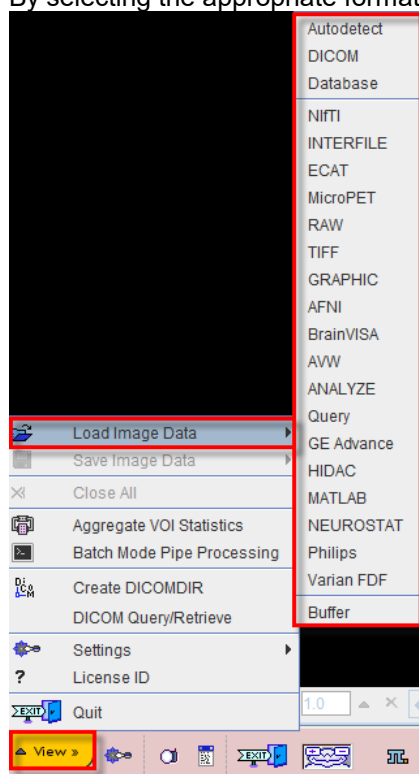 By selecting the appropriate format
Autodetect
DICOM
Database
NIfTI
INTERFILE
ECAT
MicroPET
RAW
TIFF
GRAPHIC
AFNI
BrainVISA
AVW
ANALYZE
Query
GE Advance
HIDAC
MATLAB
NEUROSTAT
Philips
Varian FDF
Buffer
Load Image Data
Save Image Data
Close All
Aggregate VOI Statistics
Batch Mode Pipe Processing
Create DICOMDIR
DICOM Query/Retrieve
Settings
? License ID
EXIT Quit
1.0
View » EXIT